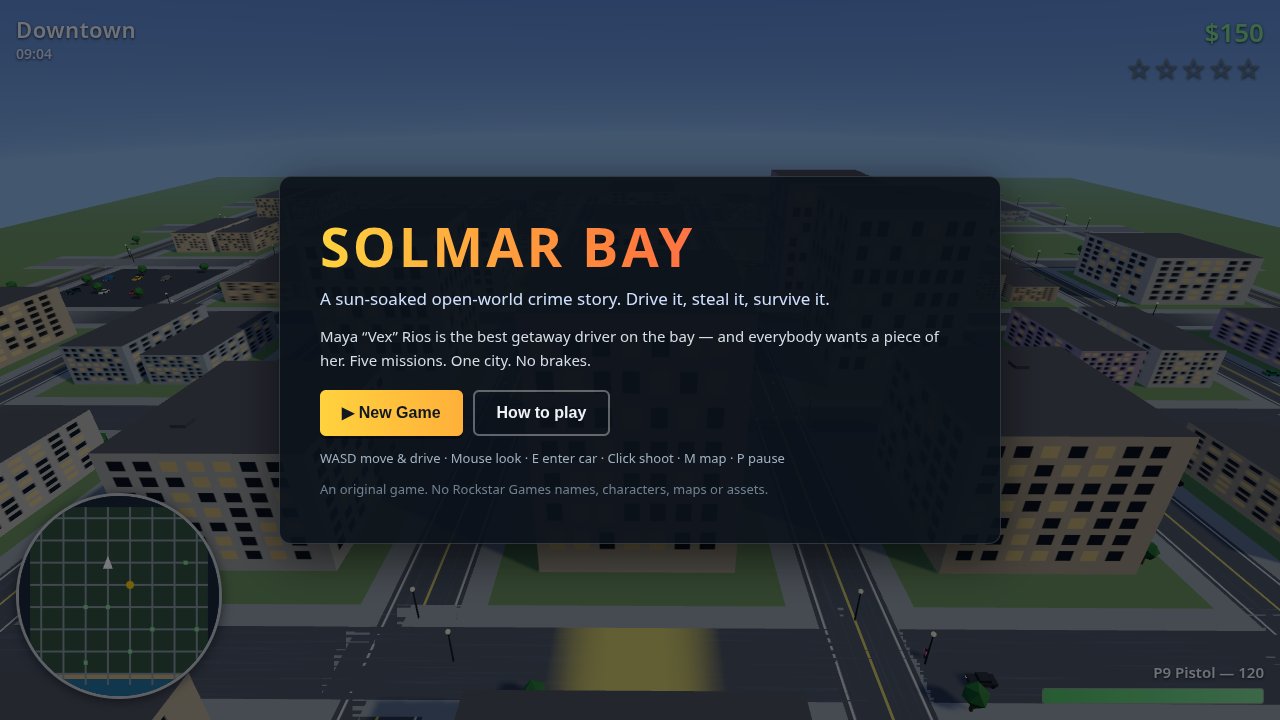 Downtown
09:04
$150
☆☆☆☆☆
SOLMAR BAY
A sun-soaked open-world crime story. Drive it, steal it, survive it.
Maya “Vex” Rios is the best getaway driver on the bay — and everybody wants a piece of
her. Five missions. One city. No brakes.
▶ New Game
How to play
WASD move & drive · Mouse look · E enter car · Click shoot · M map · P pause
An original game. No Rockstar Games names, characters, maps or assets.
P9 Pistol — 120